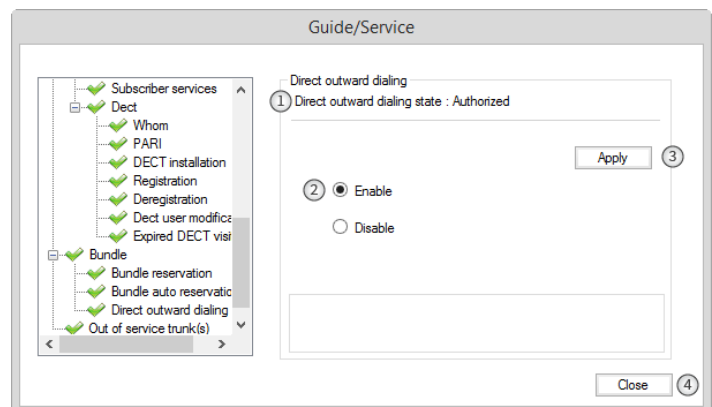 Guide/Service
Subscriber services
Dect
Whom
PARI
DECT installation
Registration
Deregistration
Dect user modifica
Expired DECT visi
Bundle
Bundle reservation
Bundle auto reservatic
Direct outward dialing
Out of service trunk(s)
Direct outward dialing
1 Direct outward dialing state : Authorized
Apply 3
2 Enable
Disable
Close 4